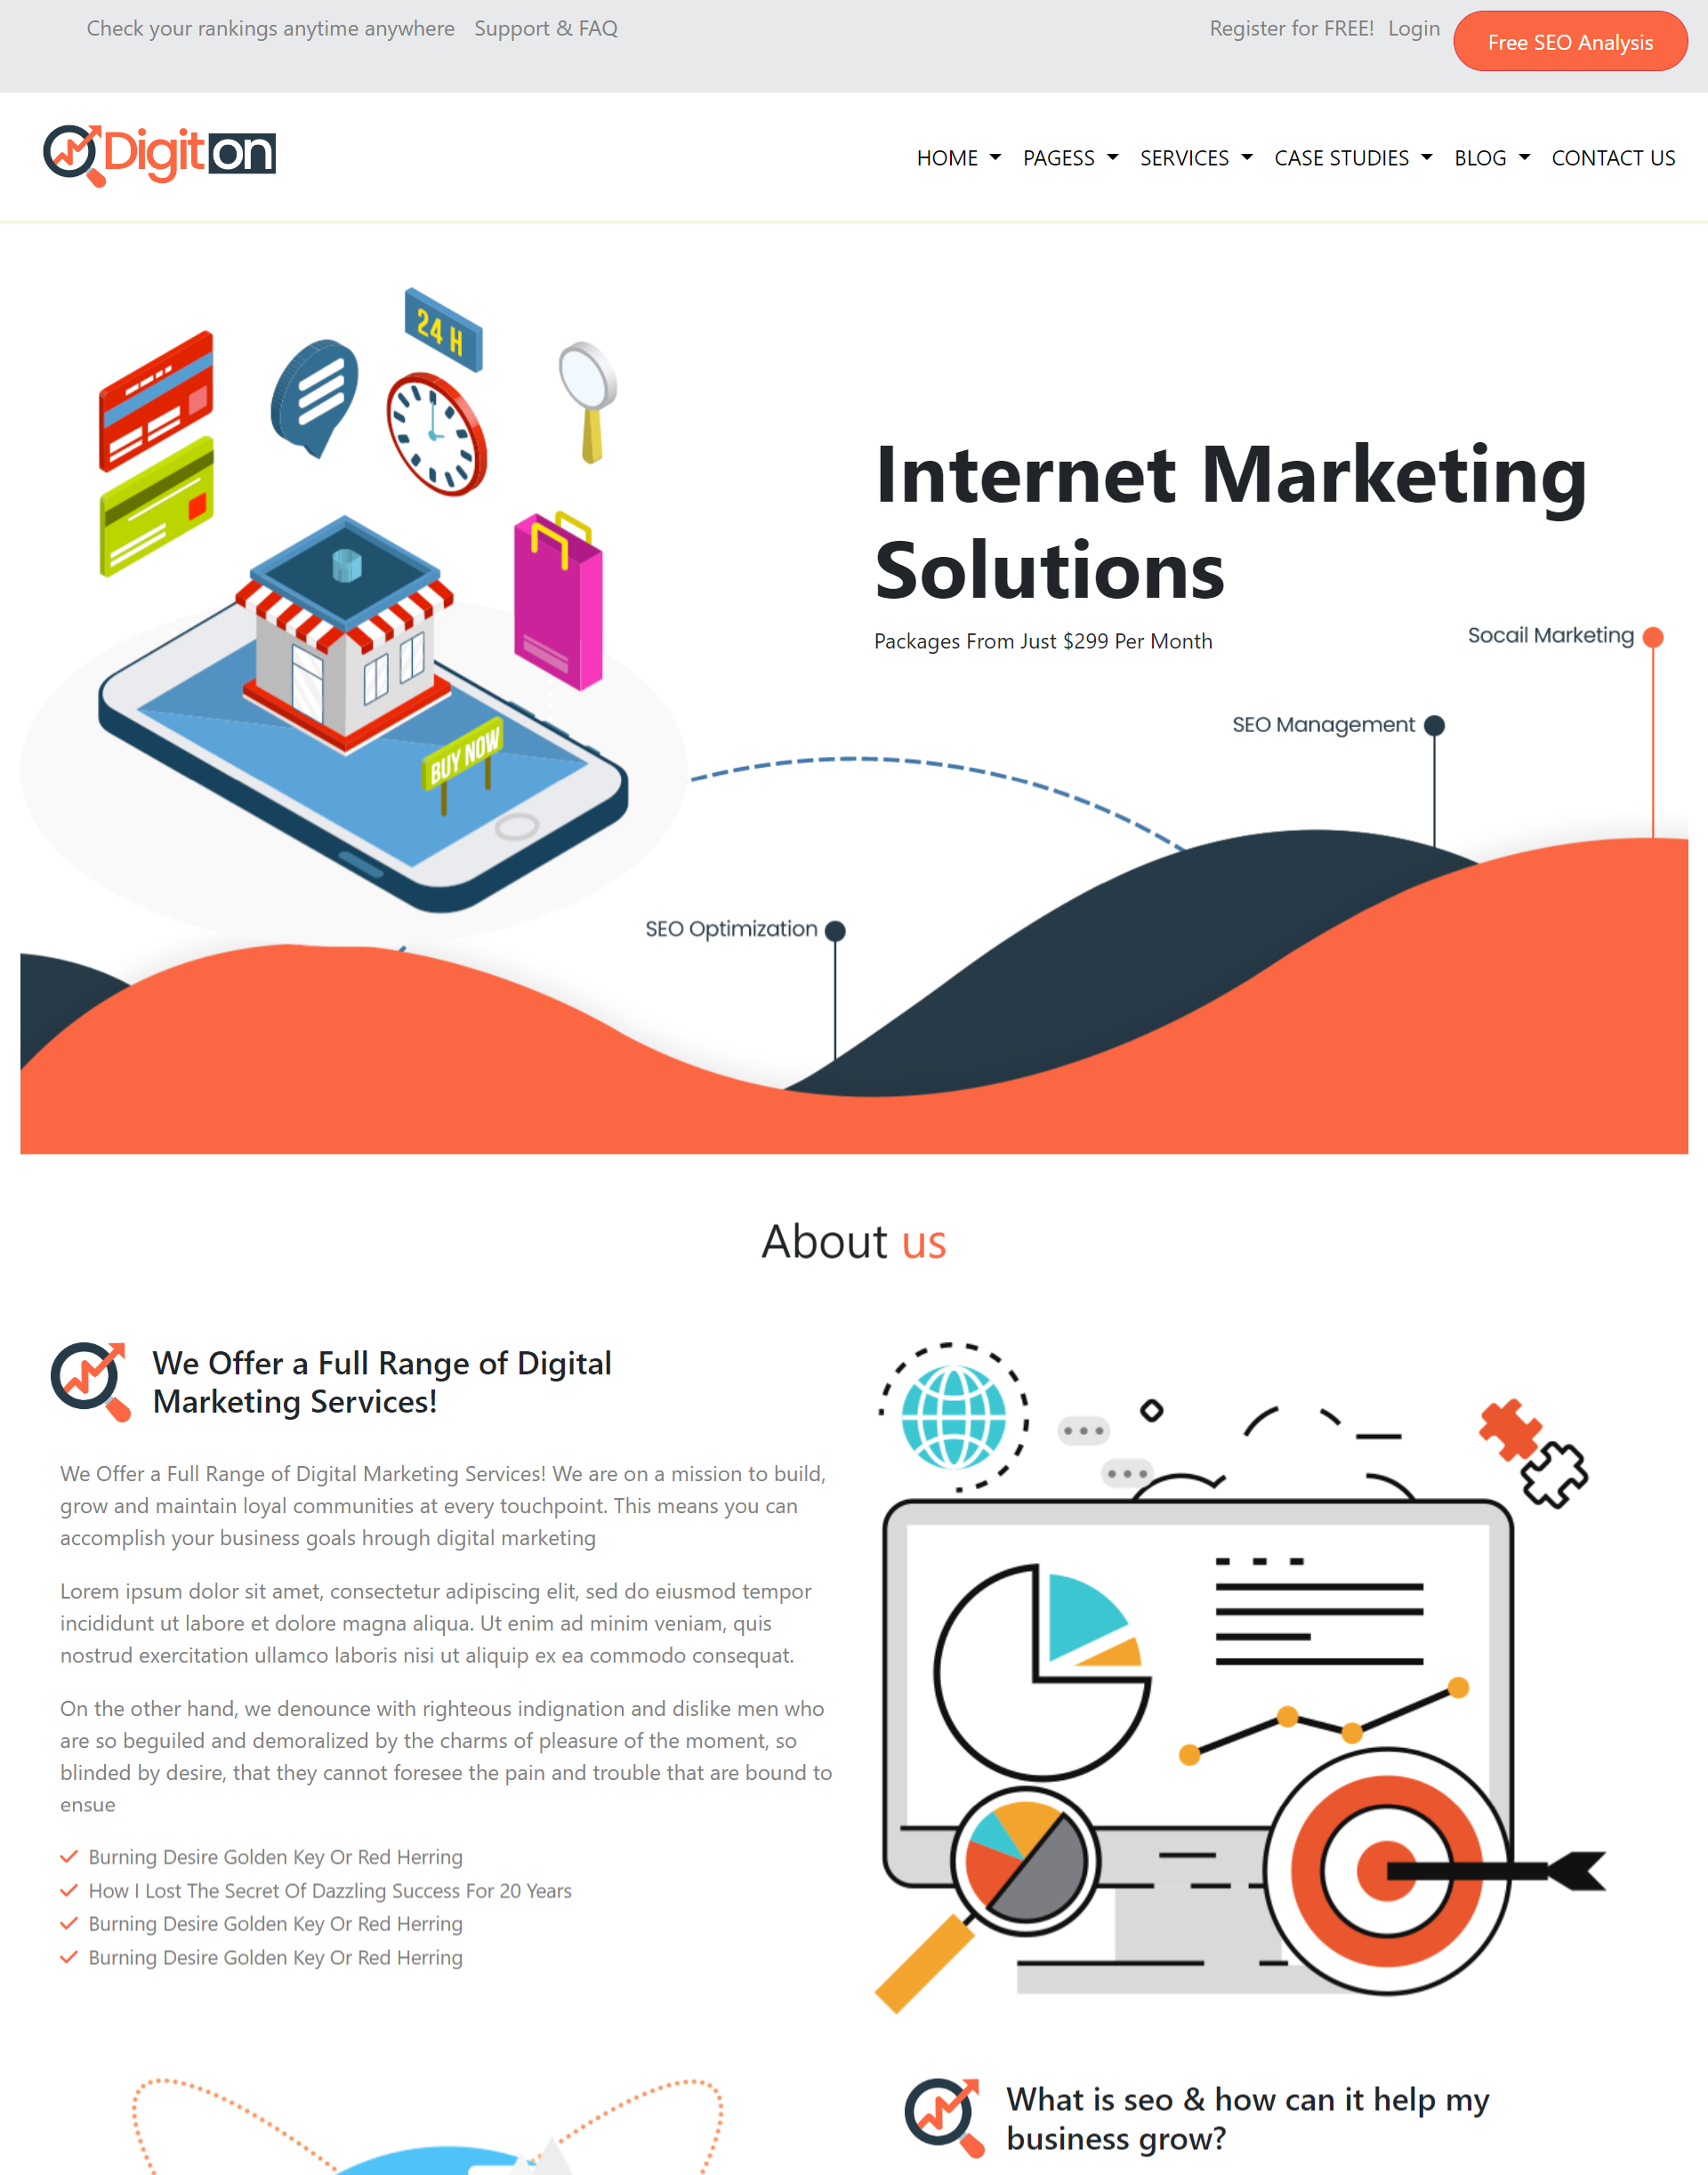 Check your rankings anytime anywhere Support & FAQ
Register for FREE! Login Free SEO Analysis
Digiton
HOME PAGESS SERVICES CASE STUDIES BLOG CONTACT US
24 H
Internet Marketing
Solutions
Packages From Just $299 Per Month
Socail Marketing
SEO Management
BUY NOW
SEO Optimization
About us
We Offer a Full Range of Digital
Marketing Services!
We Offer a Full Range of Digital Marketing Services! We are on a mission to build,
grow and maintain loyal communities at every touchpoint. This means you can
accomplish your business goals hrough digital marketing
Lorem ipsum dolor sit amet, consectetur adipiscing elit, sed do eiusmod tempor
incididunt ut labore et dolore magna aliqua. Ut enim ad minim veniam, quis
nostrud exercitation ullamco laboris nisi ut aliquip ex ea commodo consequat.
On the other hand, we denounce with righteous indignation and dislike men who
are so beguiled and demoralized by the charms of pleasure of the moment, so
blinded by desire, that they cannot foresee the pain and trouble that are bound to
ensue
Burning Desire Golden Key Or Red Herring
How I Lost The Secret Of Dazzling Success For 20 Years
Burning Desire Golden Key Or Red Herring
Burning Desire Golden Key Or Red Herring
What is seo & how can it help my
business grow?